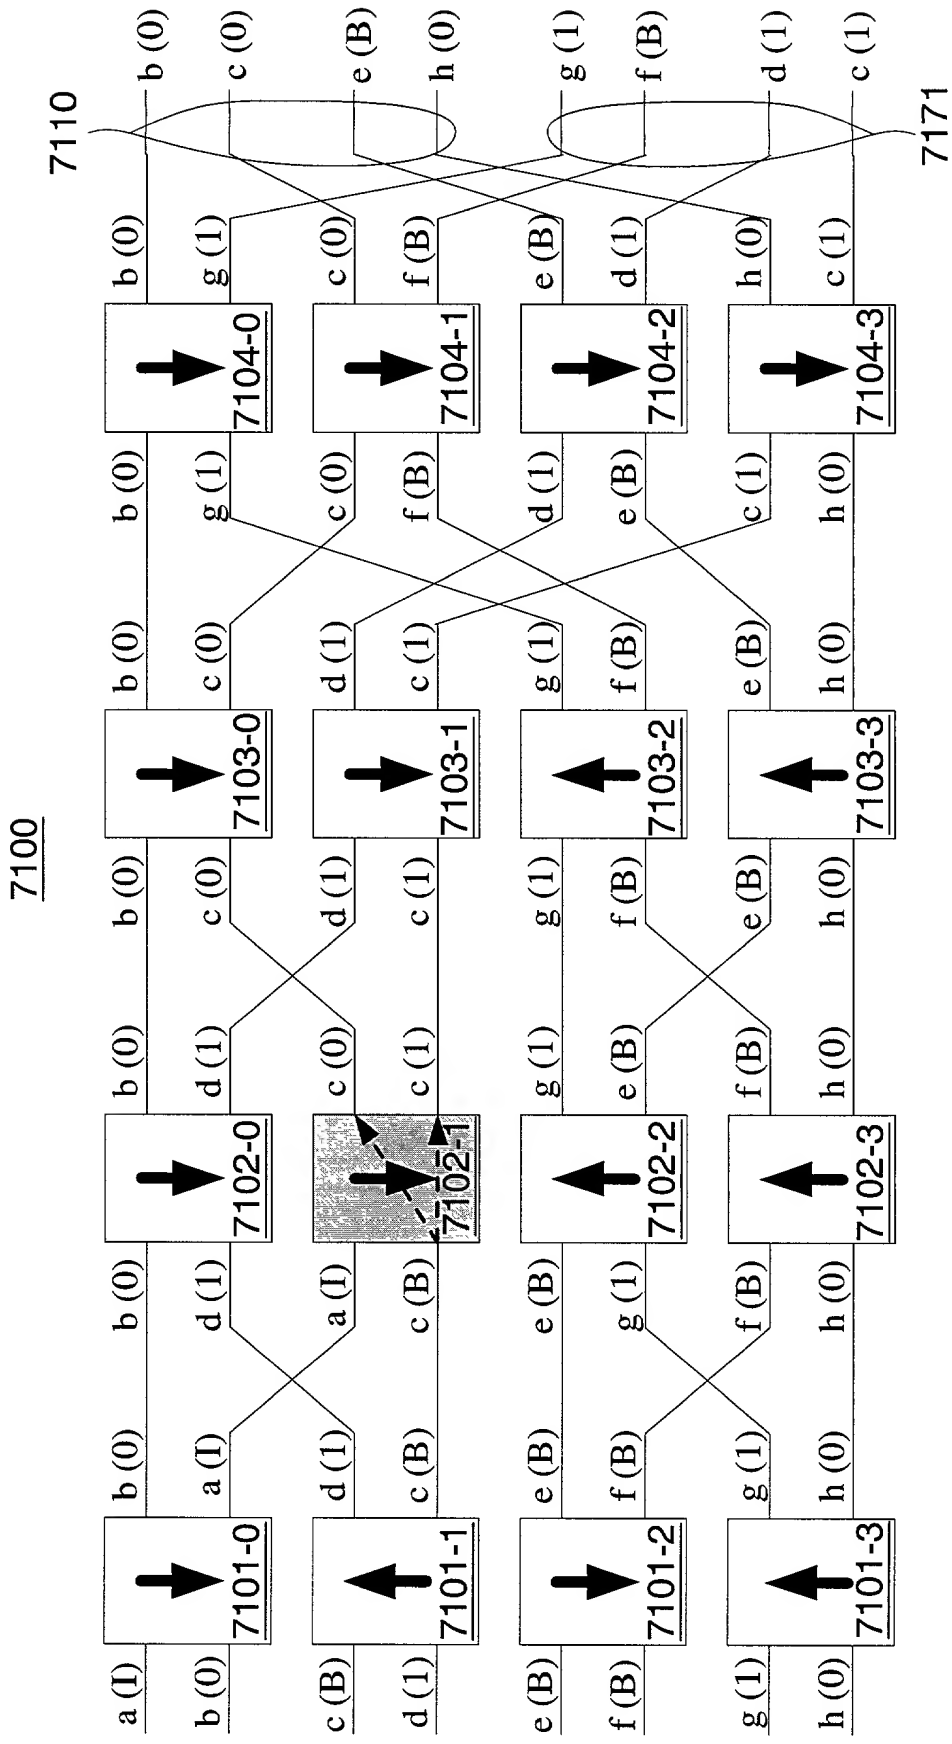 7100
7110
a (I) b (0) b (0) b (0) b (0) b (0) b (0) b (0) b (0)
b (0) a (I) d (1) d (1) c (0) c (0) g (1) g (1) c (0)
7101-0 7102-0 7103-0 7104-0
c (B) d (1) a (I) c (0) d (1) d (1) c (0) c (0) e (B)
d (1) c (B) c (B) c (1) c (1) c (1) f (B) f (B) h (0)
7101-1 7102-1 7103-1 7104-1
e (B) e (B) e (B) g (1) g (1) g (1) d (1) e (B) g (1)
f (B) f (B) g (1) e (B) f (B) f (B) e (B) d (1) f (B)
7101-2 7102-2 7103-2 7104-2
g (1) g (1) f (B) f (B) e (B) e (B) c (1) h (0) d (1)
h (0) h (0) h (0) h (0) h (0) h (0) h (0) c (1) c (1)
7101-3 7102-3 7103-3 7104-3
7171